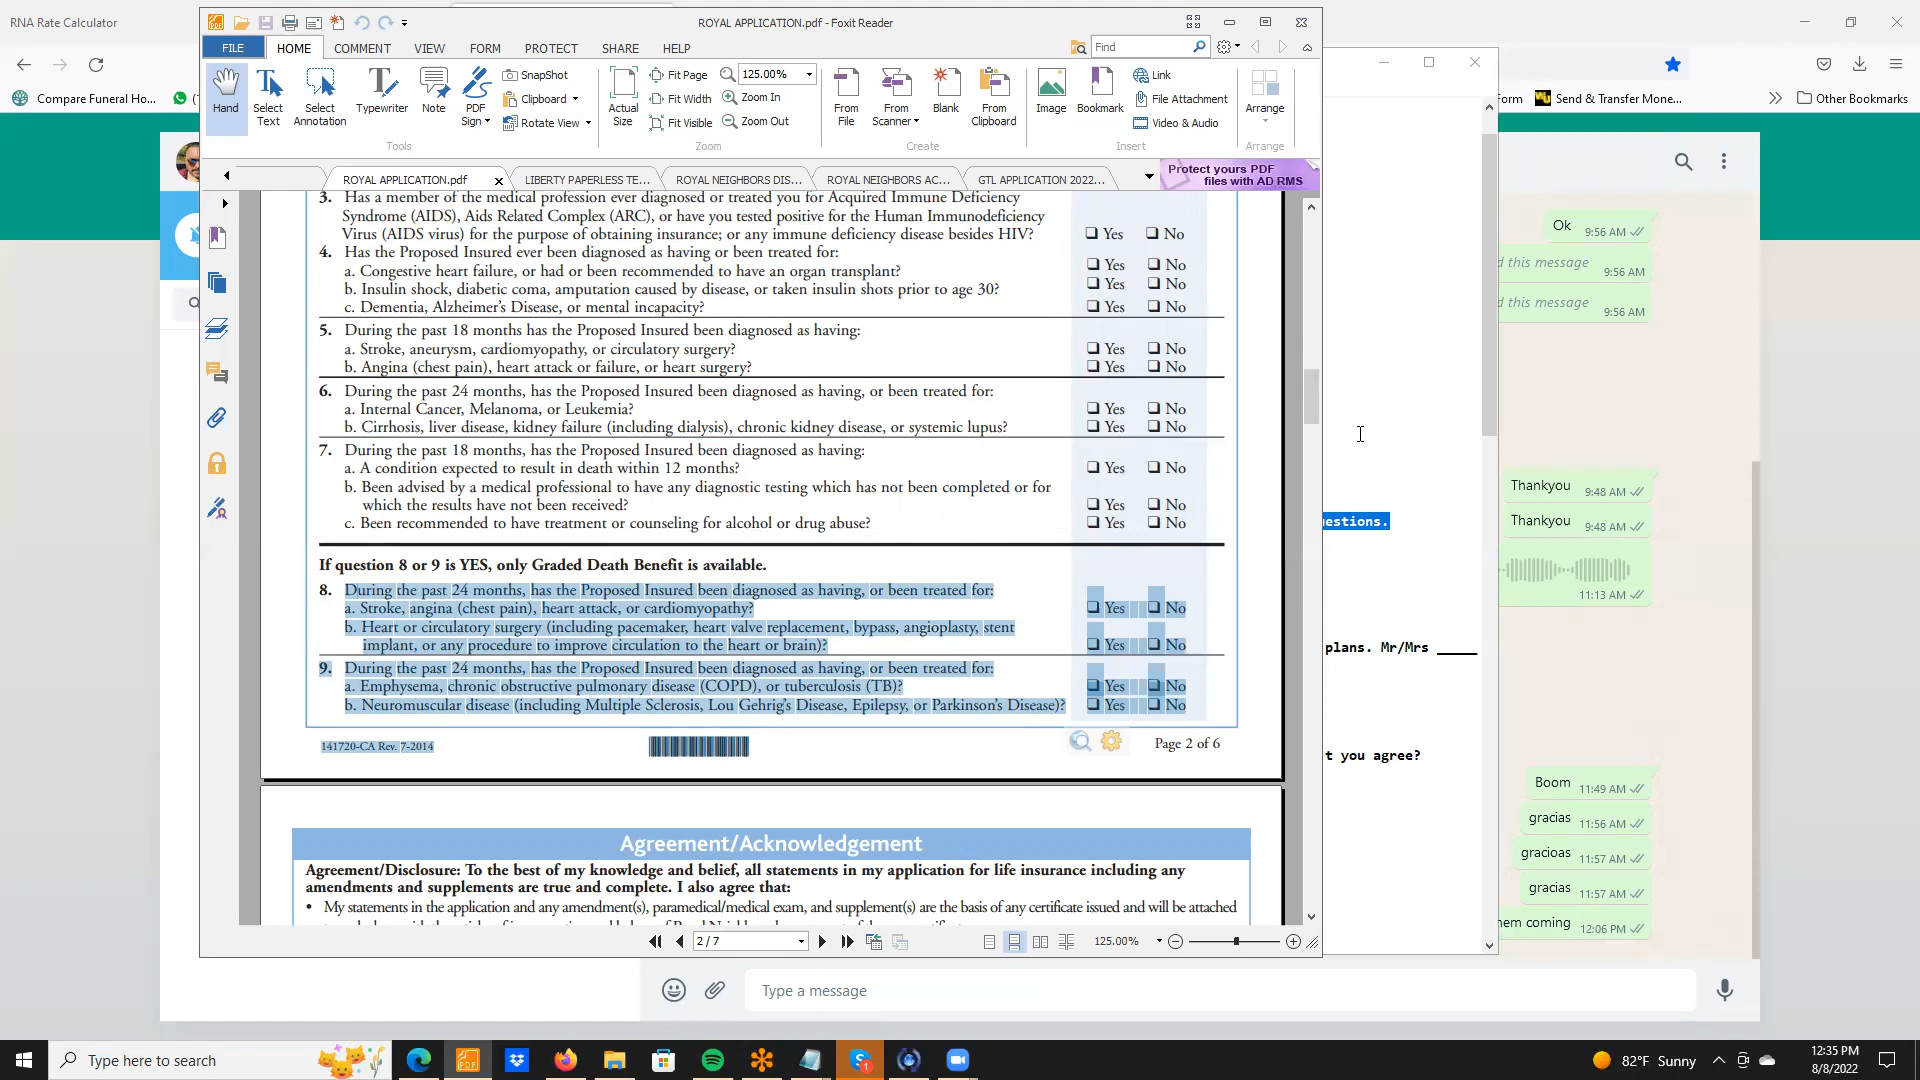 RNA Rate Calculator
ROYAL APPLICATION.pdf - Foxit Reader
FILE HOME COMMENT VIEW FORM PROTECT SHARE HELP
Find
Hand
Select Text
Select Annotation
Typewriter
Note
PDF Sign
SnapShot
Clipboard
Rotate View
Tools
Actual Size
Fit Page
Fit Width
Fit Visible
125.00%
Zoom In
Zoom Out
Zoom
From File
From Scanner
Blank
From Clipboard
Create
Image
Bookmark
Link
File Attachment
Video & Audio
Insert
Arrange
Arrange
Compare Funeral Ho...
Send & Transfer Mone...
Other Bookmarks
ROYAL APPLICATION.pdf
LIBERTY PAPERLESS TE...
ROYAL NEIGHBORS DIS...
ROYAL NEIGHBORS AC...
GTL APPLICATION 2022...
Protect yours PDF
files with AD RMS
3. Has a member of the medical profession ever diagnosed or treated you for Acquired Immune Deficiency
Syndrome (AIDS), Aids Related Complex (ARC), or have you tested positive for the Human Immunodeficiency
Virus (AIDS virus) for the purpose of obtaining insurance; or any immune deficiency disease besides HIV? Yes No
4. Has the Proposed Insured ever been diagnosed as having or been treated for:
a. Congestive heart failure, or had or been recommended to have an organ transplant? Yes No
b. Insulin shock, diabetic coma, amputation caused by disease, or taken insulin shots prior to age 30? Yes No
c. Dementia, Alzheimer's Disease, or mental incapacity? Yes No
5. During the past 18 months has the Proposed Insured been diagnosed as having:
a. Stroke, aneurysm, cardiomyopathy, or circulatory surgery? Yes No
b. Angina (chest pain), heart attack or failure, or heart surgery? Yes No
6. During the past 24 months, has the Proposed Insured been diagnosed as having, or been treated for:
a. Internal Cancer, Melanoma, or Leukemia? Yes No
b. Cirrhosis, liver disease, kidney failure (including dialysis), chronic kidney disease, or systemic lupus? Yes No
7. During the past 18 months, has the Proposed Insured been diagnosed as having:
a. A condition expected to result in death within 12 months? Yes No
b. Been advised by a medical professional to have any diagnostic testing which has not been completed or for
which the results have not been received? Yes No
c. Been recommended to have treatment or counseling for alcohol or drug abuse? Yes No
If question 8 or 9 is YES, only Graded Death Benefit is available.
8. During the past 24 months, has the Proposed Insured been diagnosed as having, or been treated for:
a. Stroke, angina (chest pain), heart attack, or cardiomyopathy? Yes No
b. Heart or circulatory surgery (including pacemaker, heart valve replacement, bypass, angioplasty, stent
implant, or any procedure to improve circulation to the heart or brain)? Yes No
9. During the past 24 months, has the Proposed Insured been diagnosed as having, or been treated for:
a. Emphysema, chronic obstructive pulmonary disease (COPD), or tuberculosis (TB)? Yes No
b. Neuromuscular disease (including Multiple Sclerosis, Lou Gehrig's Disease, Epilepsy, or Parkinson's Disease)? Yes No
141720-CA Rev. 7-2014
Page 2 of 6
Agreement/Acknowledgement
Agreement/Disclosure: To the best of my knowledge and belief, all statements in my application for life insurance including any
amendments and supplements are true and complete. I also agree that:
• My statements in the application and any amendment(s), paramedical/medical exam, and supplement(s) are the basis of any certificate issued and will be attached
2 / 7
125.00%
plans. Mr/Mrs _____
t you agree?
Ok 9:56 AM
this message
9:56 AM
this message
9:56 AM
Thankyou 9:48 AM
Thankyou 9:48 AM
11:13 AM
Boom 11:49 AM
gracias 11:56 AM
gracioas 11:57 AM
gracias 11:57 AM
coming 12:06 PM
Type a message
Type here to search
82°F Sunny
12:35 PM
8/8/2022